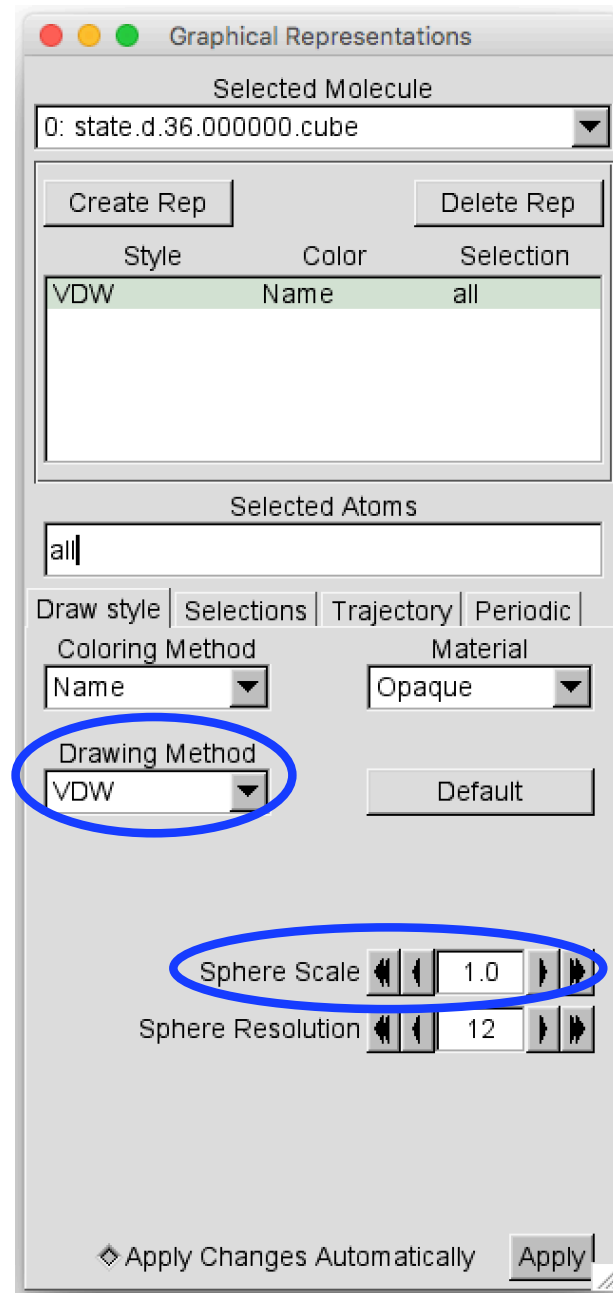 Graphical Representations
Selected Molecule
0: state.d.36.000000.cube
Create Rep Delete Rep
Style Color Selection
VDW Name all
Selected Atoms
all
Draw style Selections Trajectory Periodic
Coloring Method Material
Name Opaque
Drawing Method
VDW Default
Sphere Scale 1.0
Sphere Resolution 12
Apply Changes Automatically Apply